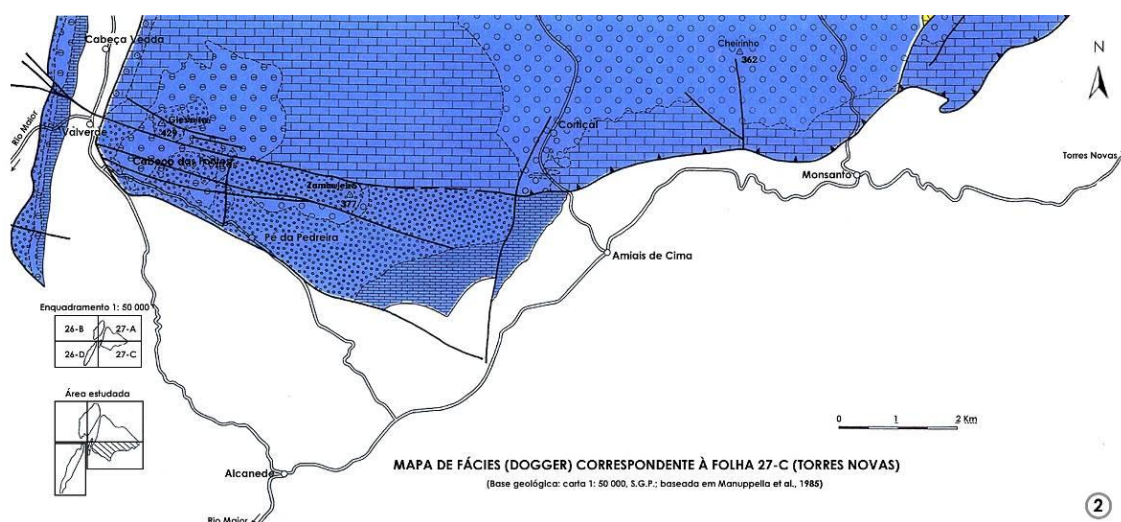 Cabeça Veada
Cheirinho
362
N
Rio Maior
Valverde
429
Cortiçal
Cabeço das
Torres Novas
Zambujeiro
377
Monsanto
Pé da Pedreira
Amiais de Cima
Enquadramento 1: 50 000
26-B
27-A
26-D
27-C
Área estudada
0 1 2 Km
MAPA DE FÁCIES (DOGGER) CORRESPONDENTE À FOLHA 27-C (TORRES NOVAS)
Alcanede
(Base geológica: carta 1: 50 000, S.G.P.; baseada em Manuppella et al., 1985)
2
Rio Maior